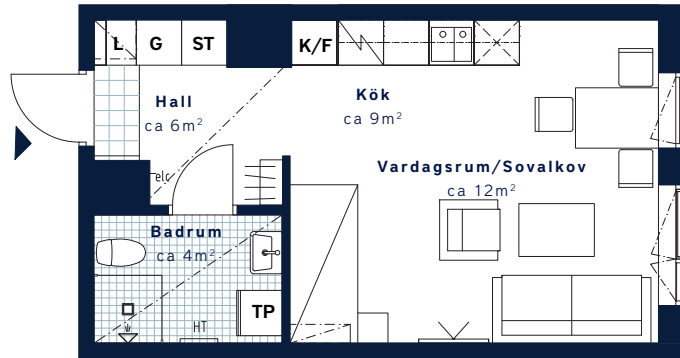 L G ST K/F
Hall
ca 6m²
Kök
ca 9m²
Vardagsrum/Sovalkov
ca 12m²
elc
Badrum
ca 4m²
TP
HT